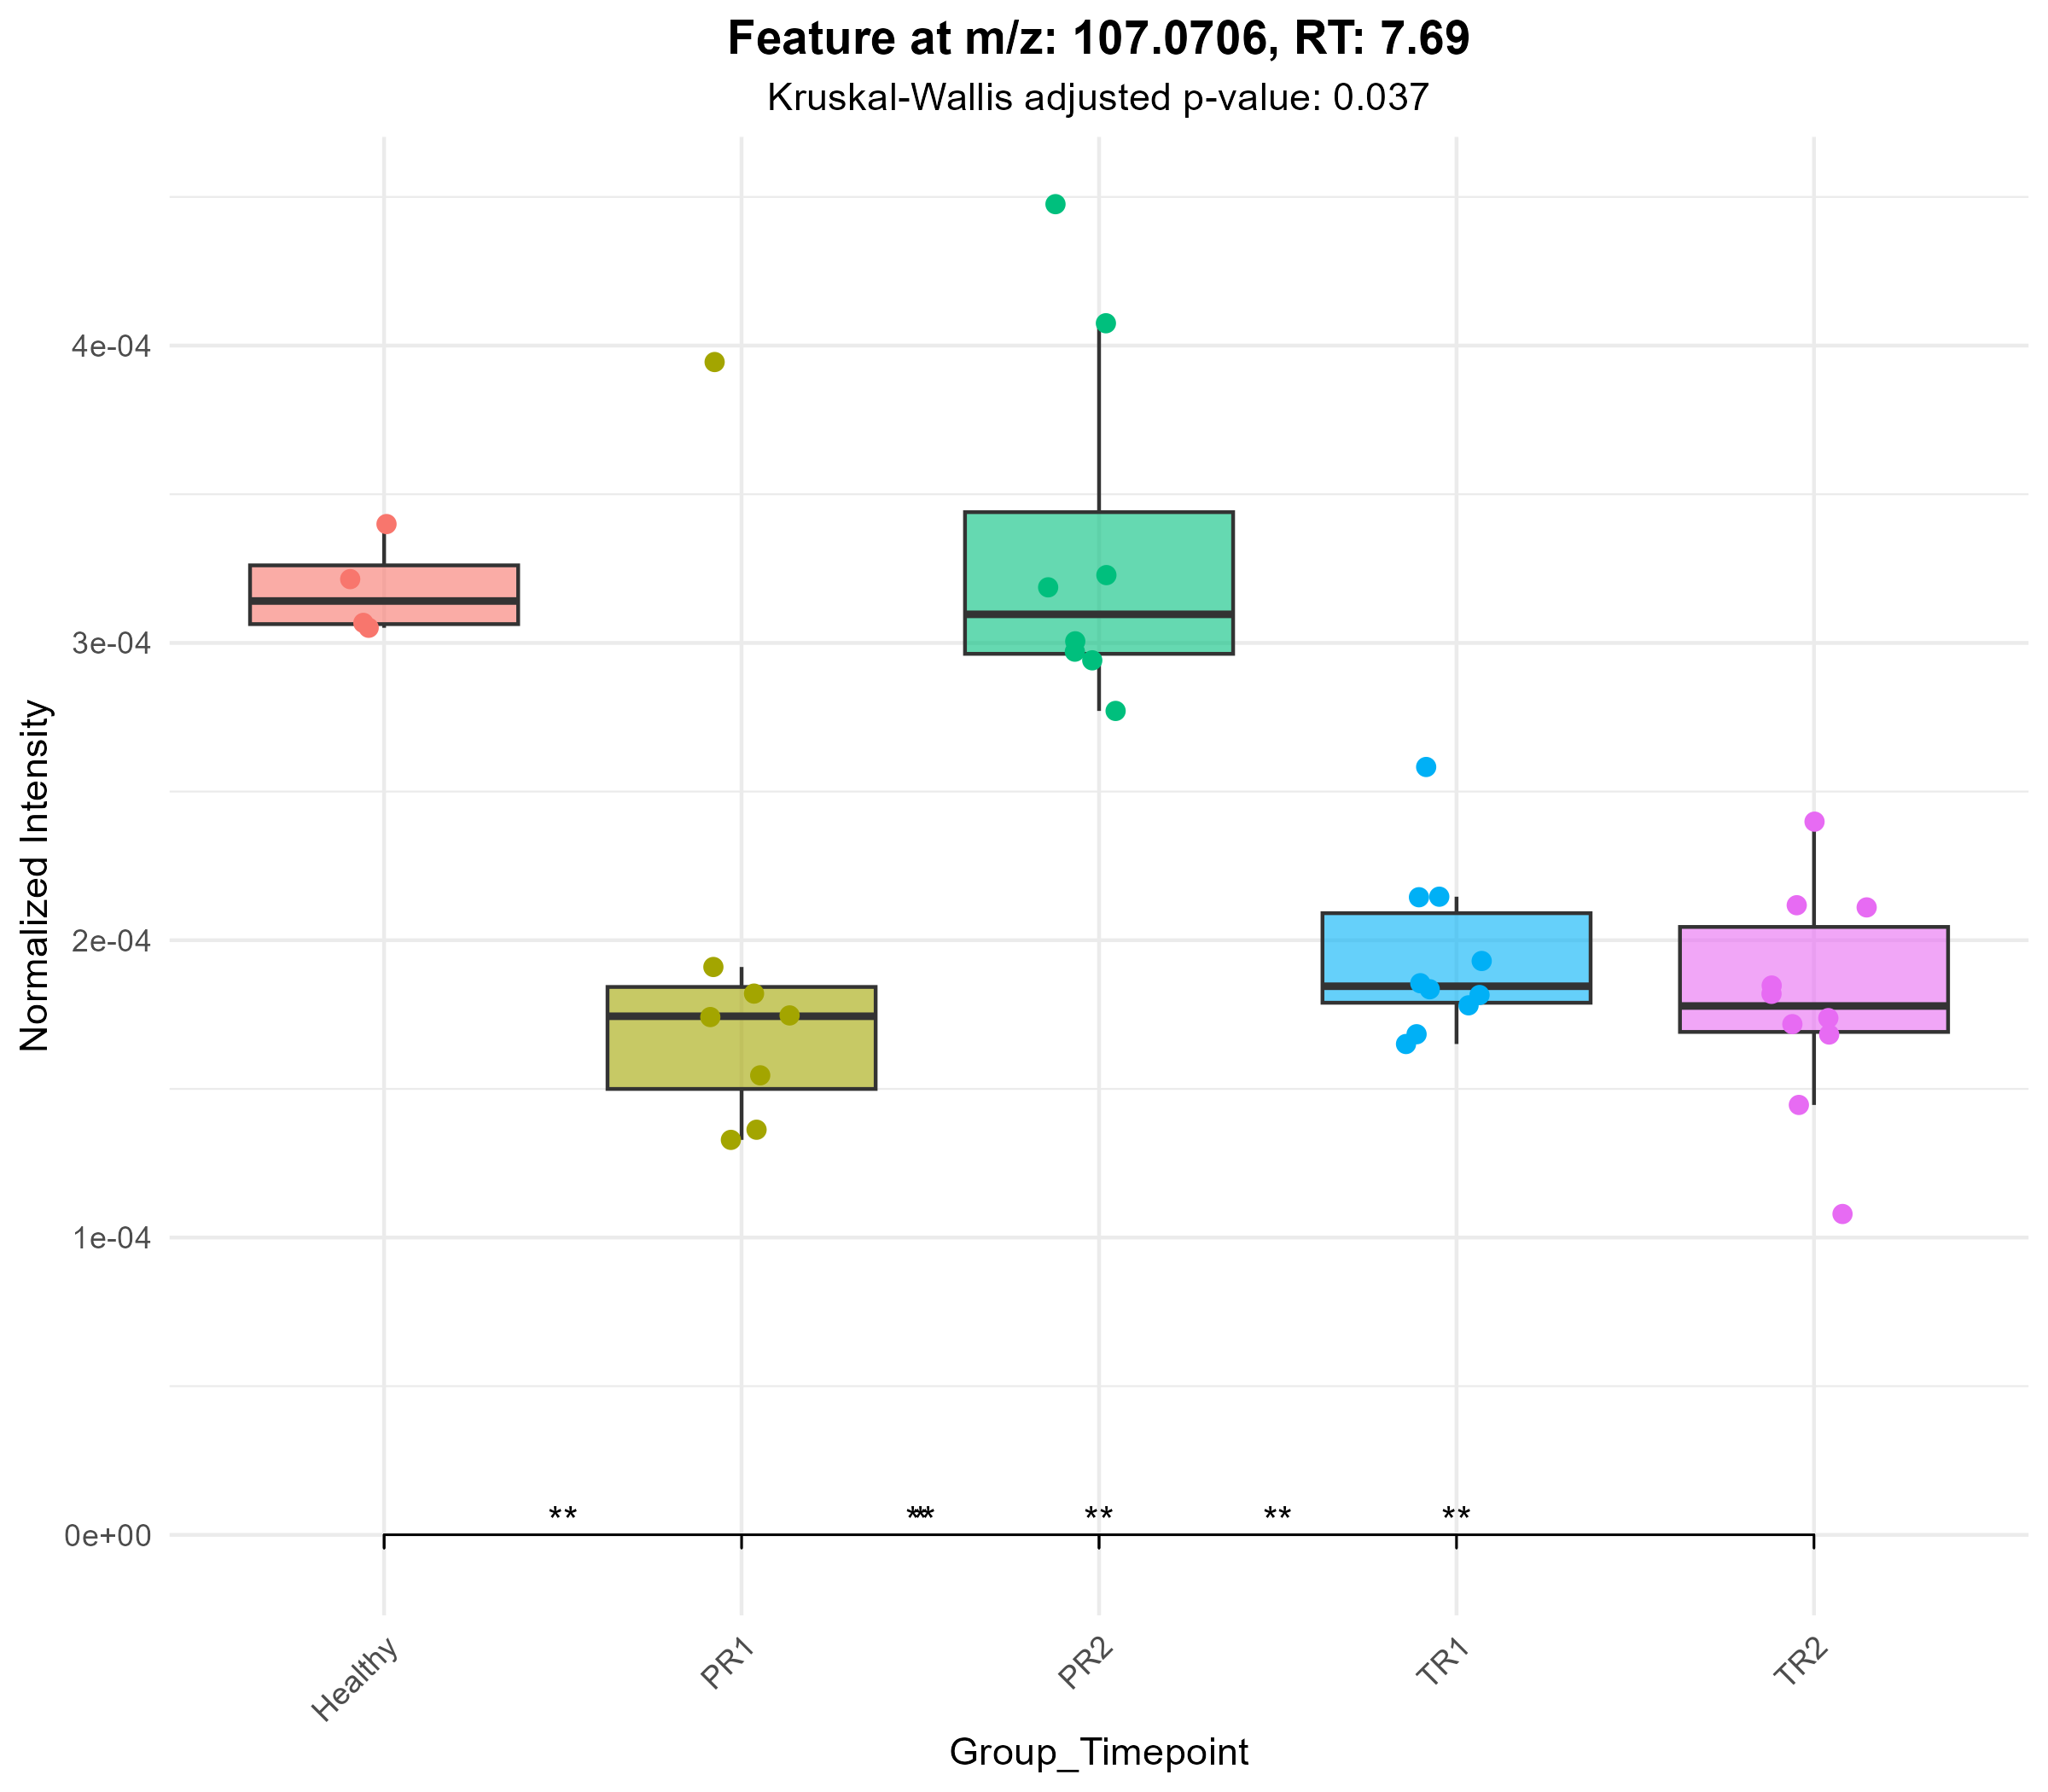 Feature at m/z: 107.0706, RT: 7.69
Kruskal-Wallis adjusted p-value: 0.037
Normalized Intensity
4e-04
3e-04
2e-04
1e-04
0e+00
** ** ** ** ** **
Healthy PR1 PR2 TR1 TR2
Group_Timepoint